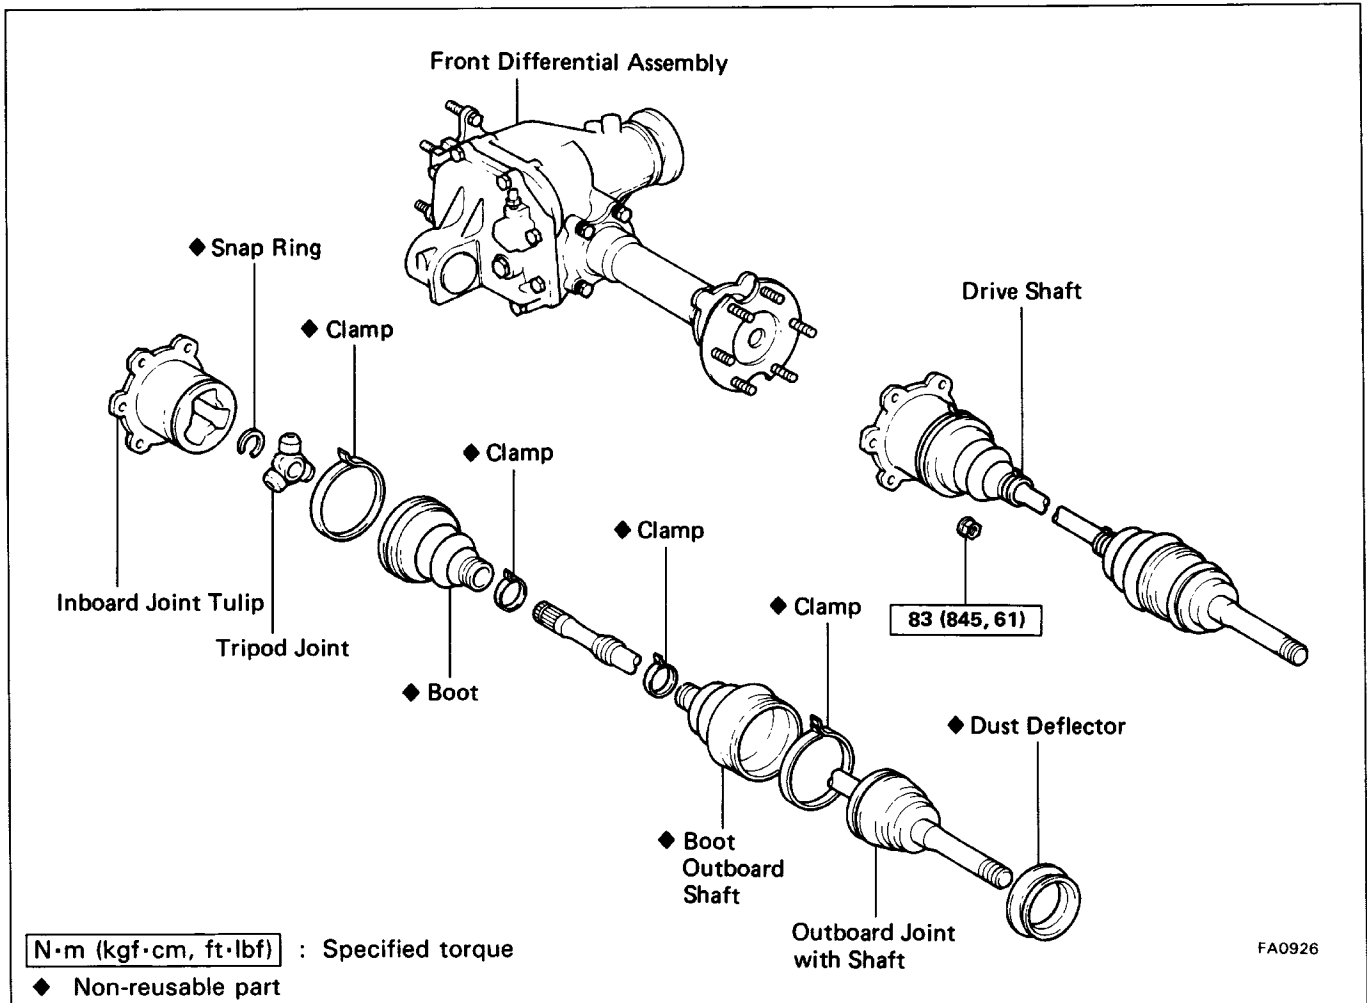 Front Differential Assembly
◆ Snap Ring
◆ Clamp
Drive Shaft
◆ Clamp
◆ Clamp
Inboard Joint Tulip
◆ Clamp
83 (845, 61)
Tripod Joint
◆ Boot
◆ Dust Deflector
◆ Boot
Outboard
Shaft
Outboard Joint
with Shaft
N·m (kgf·cm, ft·lbf) : Specified torque
FA0926
◆ Non-reusable part